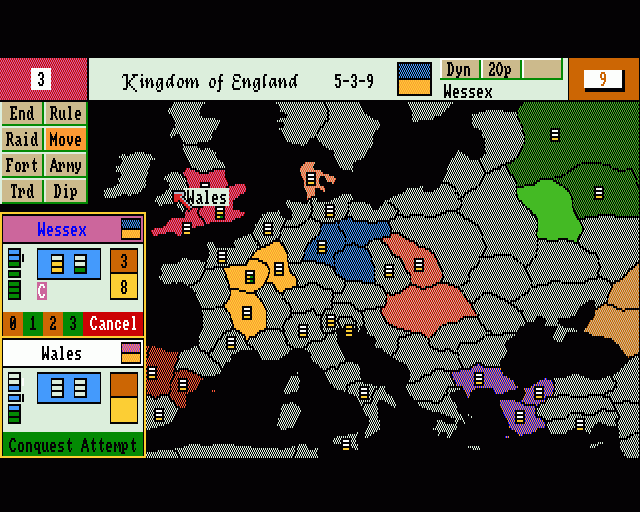 3 Kingdom of England 5-3-9 Dyn 20p 9
Wessex
End Rule
Raid Move
Fort Army
Trd Dip
Wales
Wessex
3
C 8
0 1 2 3 Cancel
Wales
Conquest Attempt